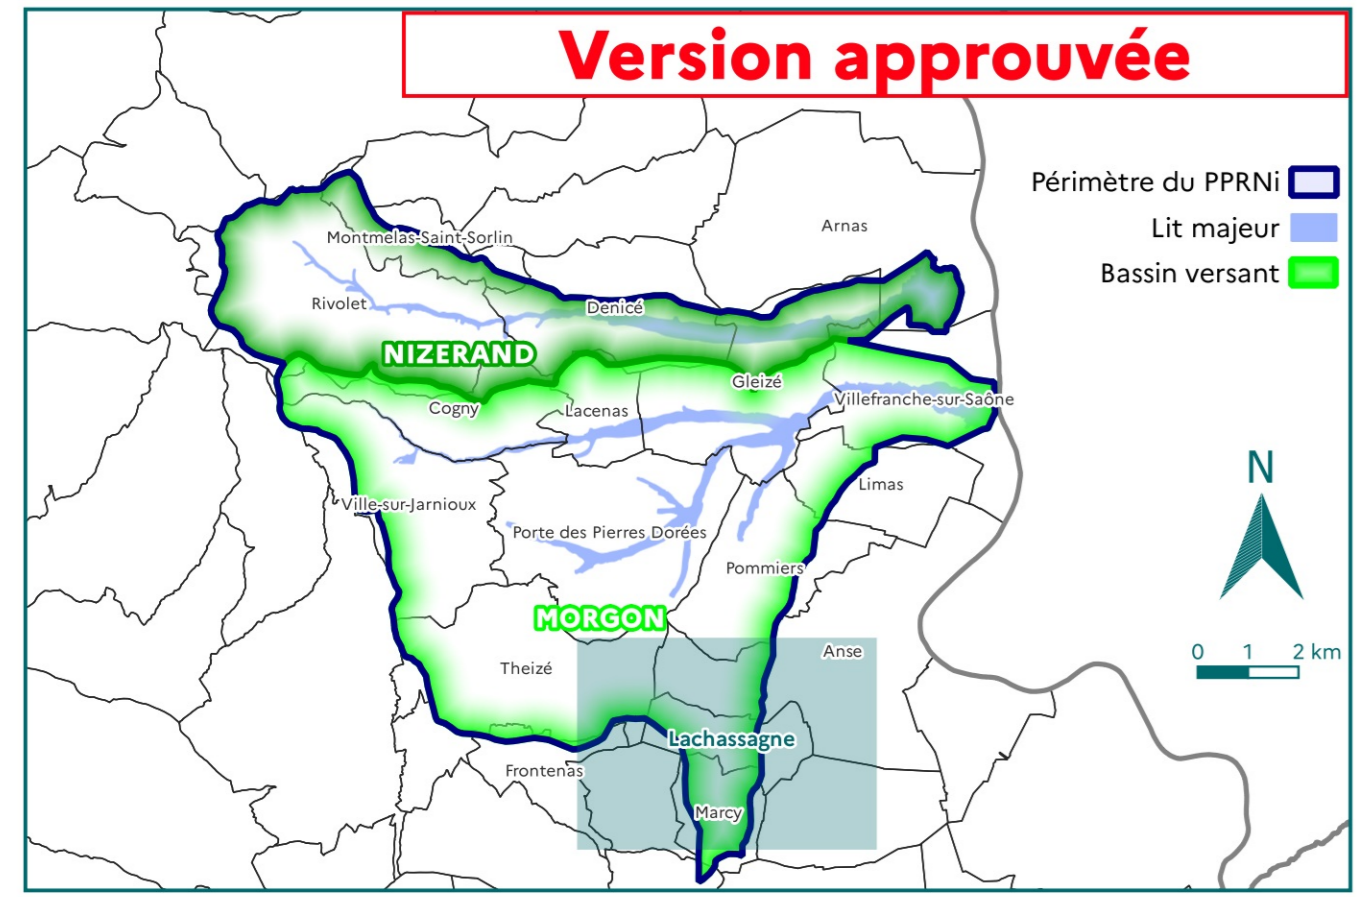 Version approuvée
Périmètre du PPRNi
Lit majeur
Bassin versant
Arnas
Montmelas-Saint-Sorlin
Rivolet
Denicé
NIZERAND
Gleizé
Villefranche-sur-Saône
Cogny
Lacenas
Limas
Ville-sur-Jarnioux
Porte des Pierres Dorées
Pommiers
MORGON
Theizé
Anse
Lachassagne
Frontenas
Marcy
N
0 1 2 km